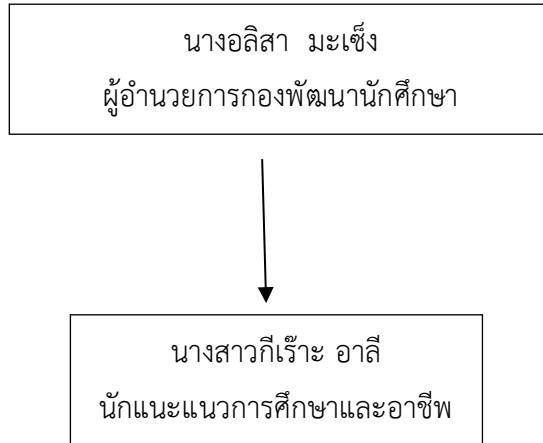 นางอลิสา มะเซ็ง
ผู้อำนวยการกองพัฒนานักศึกษา
นางสาวกีเร๊าะ อาลี
นักแนะแนวการศึกษาและอาชีพ